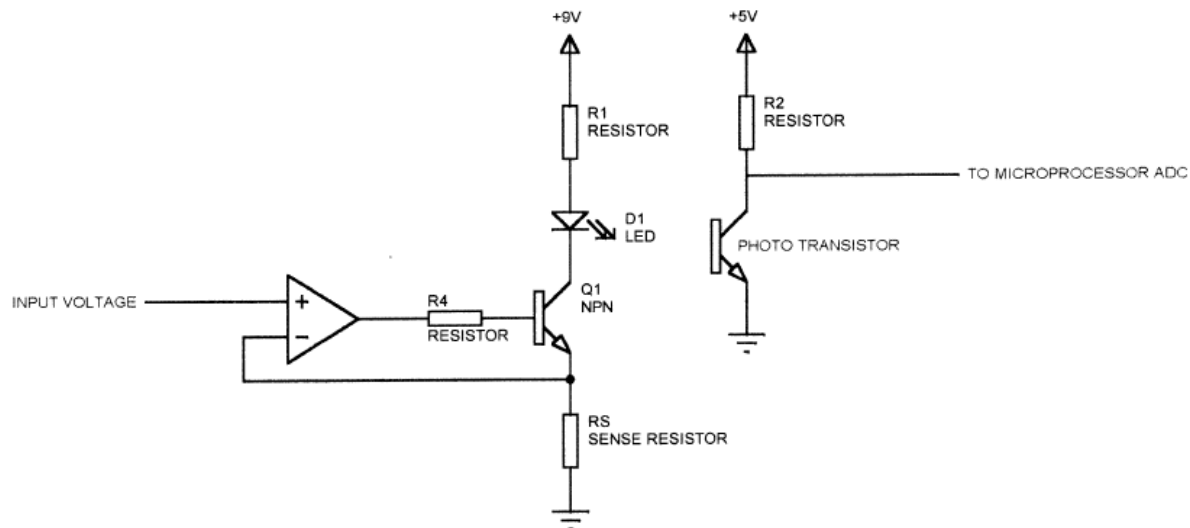 +9V
+5V
R1
RESISTOR
R2
RESISTOR
TO MICROPROCESSOR ADC
D1
LED
PHOTO TRANSISTOR
INPUT VOLTAGE
+
−
R4
RESISTOR
Q1
NPN
RS
SENSE RESISTOR